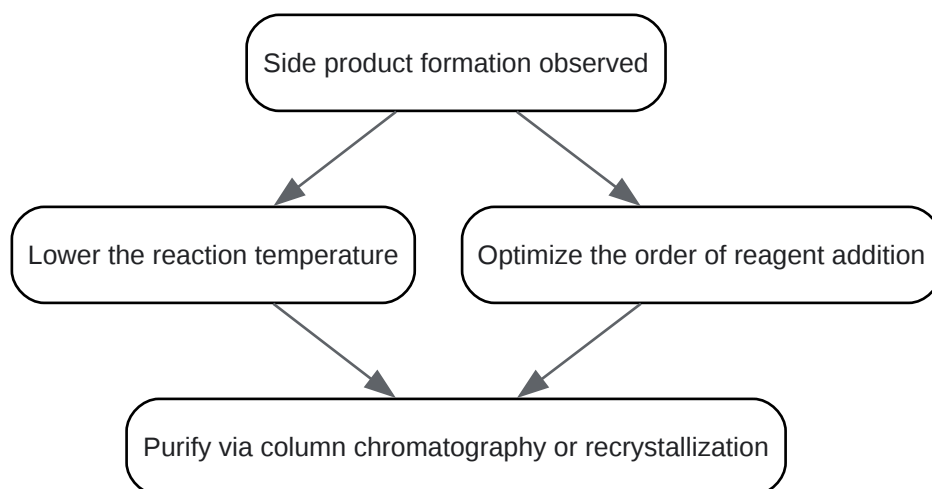 Side product formation observed
Lower the reaction temperature
Optimize the order of reagent addition
Purify via column chromatography or recrystallization